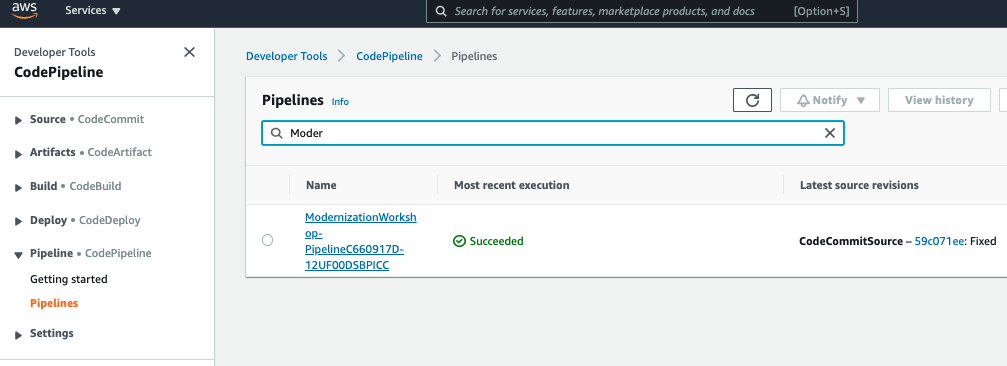 aws Services ▼ Search for services, features, marketplace products, and docs [Option+S]
Developer Tools
CodePipeline
Source • CodeCommit
Artifacts • CodeArtifact
Build • CodeBuild
Deploy • CodeDeploy
Pipeline • CodePipeline
Getting started
Pipelines
Settings
Developer Tools > CodePipeline > Pipelines
Pipelines Info
Notify ▼ View history
Moder
Name Most recent execution Latest source revisions
ModernizationWorksh
op-
PipelineC660917D-
12UF00DSBPICC
Succeeded
CodeCommitSource – 59c071ee: Fixed